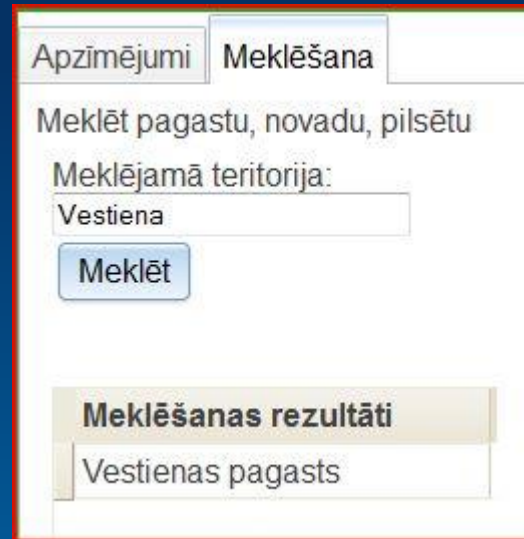 Apzīmējumi Meklēšana
Meklēt pagastu, novadu, pilsētu
Meklējamā teritorija:
Vestiena
Meklēt
Meklēšanas rezultāti
Vestienas pagasts